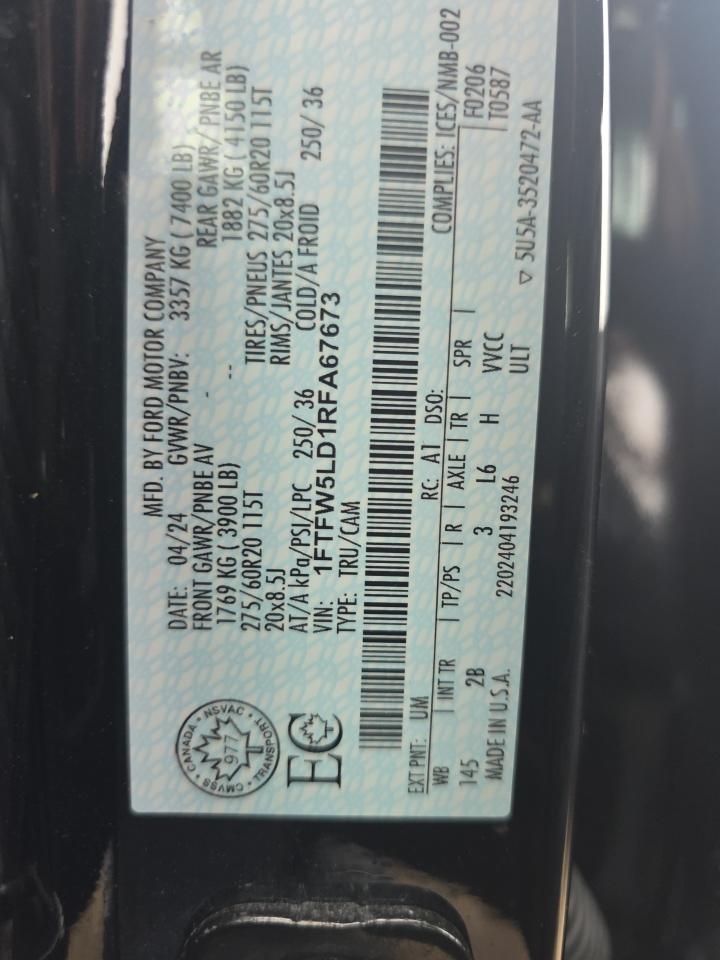 MFD. BY FORD MOTOR COMPANY
DATE: 04/24 GVWR/PNBV: 3357 KG ( 7400 LB)
FRONT GAWR/PNBE AV - REAR GAWR/ PNBE AR
1769 KG ( 3900 LB) -- 1882 KG ( 4150 LB)
275/60R20 115T TIRES/PNEUS 275/60R20 115T
20x8.5J RIMS/JANTES 20x8.5J
AT/A kPa/PSI/LPC 250/ 36 COLD/A FROID 250/ 36
VIN: 1FTFW5LD1RFA67673
TYPE: TRU/CAM
CMVSS • CANADA • NSVAC • TRANSPORT •
977
EC
COMPLIES: ICES/NMB-002
EXT PNT: UM RC: A1 DSO: F0206
WB | INT TR | TP/PS | R | AXLE | TR | SPR | T0587
145 2B 3 L6 H VVCC
MADE IN U.S.A. 2202404193246 ULT
▽ 5U5A-3520472-AA